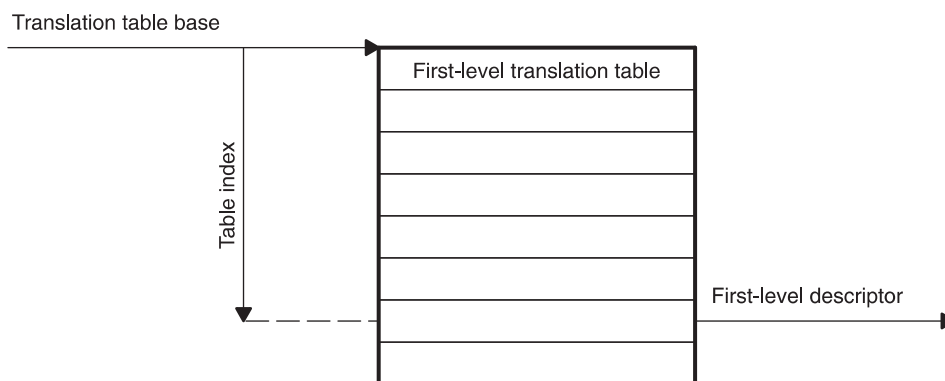 Translation table base
First-level translation table
Table index
First-level descriptor